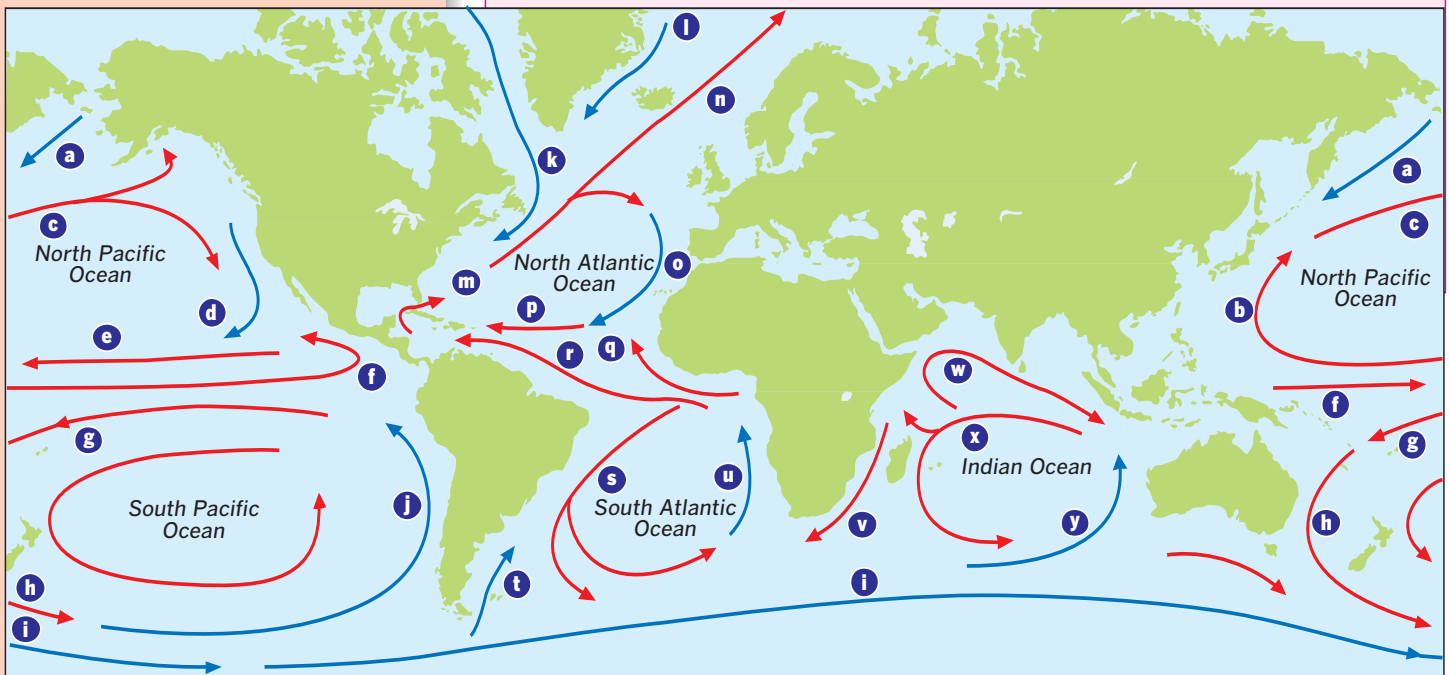 l
n
a
k
a
c
c
North Pacific
Ocean
m
North Atlantic
Ocean
o
North Pacific
Ocean
d
p
b
e
r
q
f
w
f
g
x
g
Indian Ocean
s
u
South Pacific
Ocean
j
South Atlantic
Ocean
v
y
h
h
t
i
i